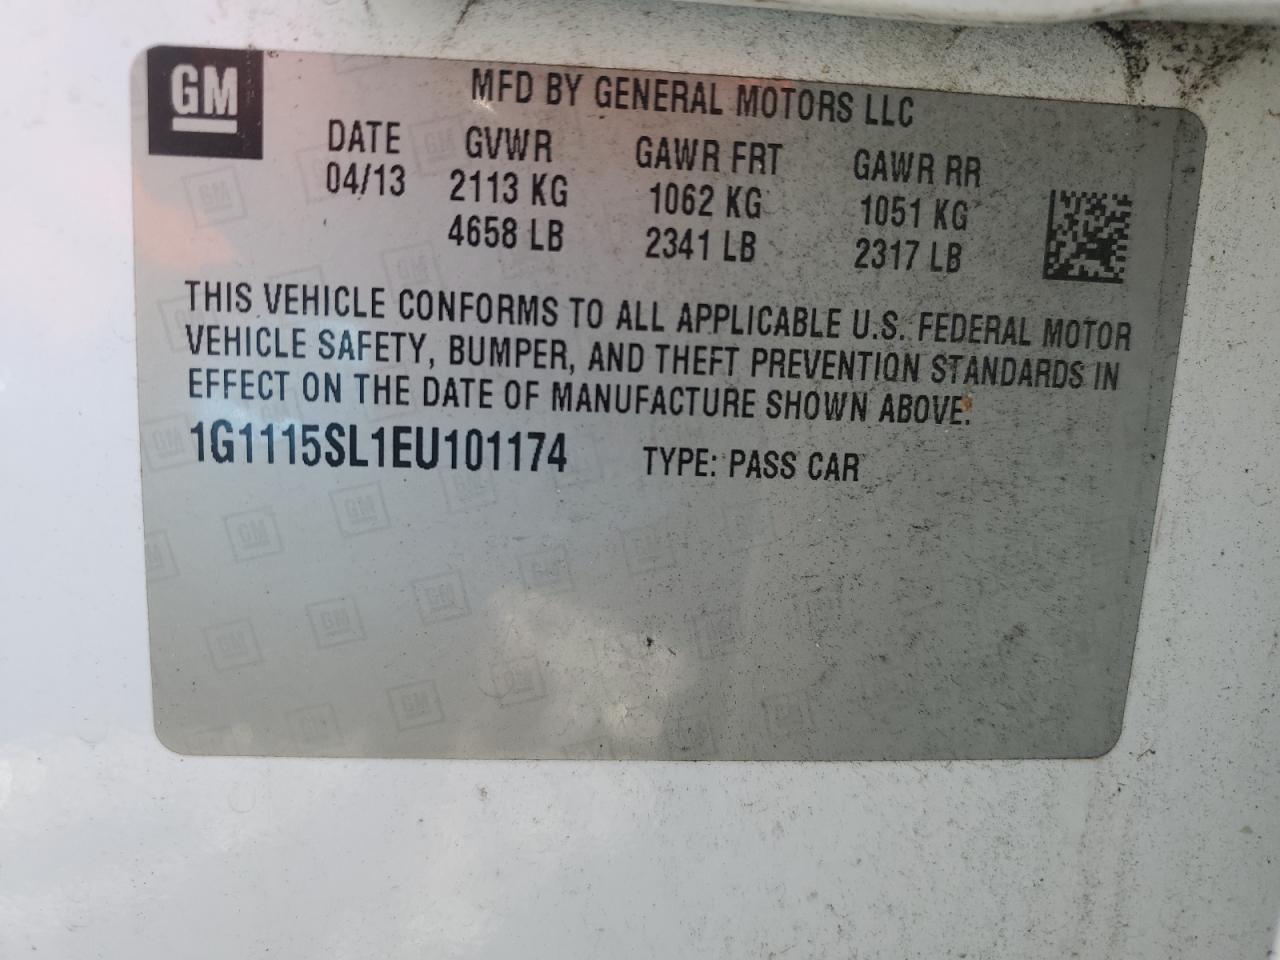 GM
MFD BY GENERAL MOTORS LLC
DATE GVWR GAWR FRT GAWR RR
04/13 2113 KG 1062 KG 1051 KG
4658 LB 2341 LB 2317 LB
THIS VEHICLE CONFORMS TO ALL APPLICABLE U.S. FEDERAL MOTOR
VEHICLE SAFETY, BUMPER, AND THEFT PREVENTION STANDARDS IN
EFFECT ON THE DATE OF MANUFACTURE SHOWN ABOVE.
1G1115SL1EU101174 TYPE: PASS CAR